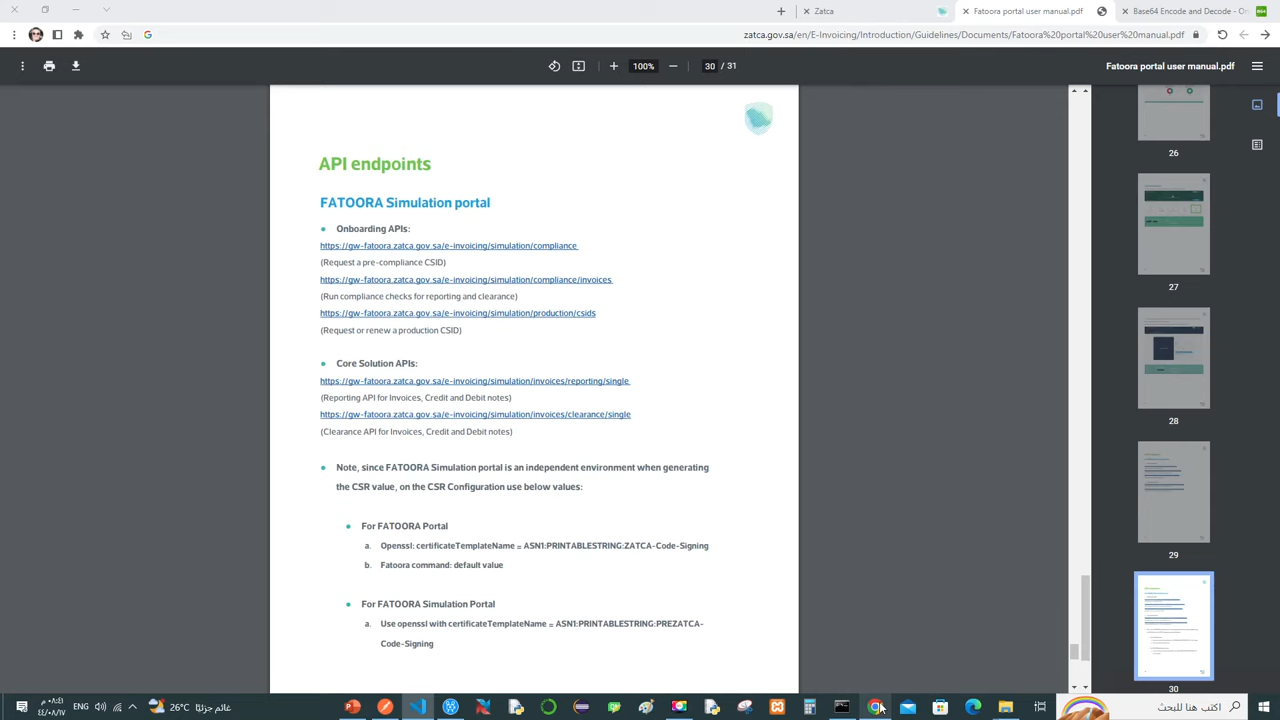 Zatca
Fatoora portal user manual.pdf
Base64 Encode and Decode - O
zatca.gov.sa/en/E-Invoicing/Introduction/Guidelines/Documents/Fatoora%20portal%20user%20manual.pdf
100%
30 / 31
Fatoora portal user manual.pdf
API endpoints
FATOORA Simulation portal
• Onboarding APIs:
https://gw-fatoora.zatca.gov.sa/e-invoicing/simulation/compliance
(Request a pre-compliance CSID)
https://gw-fatoora.zatca.gov.sa/e-invoicing/simulation/compliance/invoices
(Run compliance checks for reporting and clearance)
https://gw-fatoora.zatca.gov.sa/e-invoicing/simulation/production/csids
(Request or renew a production CSID)
• Core Solution APIs:
https://gw-fatoora.zatca.gov.sa/e-invoicing/simulation/invoices/reporting/single
(Reporting API for Invoices, Credit and Debit notes)
https://gw-fatoora.zatca.gov.sa/e-invoicing/simulation/invoices/clearance/single
(Clearance API for Invoices, Credit and Debit notes)
• Note, since FATOORA Simulation portal is an independent environment when generating
the CSR value, on the CSR Configuration use below values:
• For FATOORA Portal
a. Openssl: certificateTemplateName = ASN1:PRINTABLESTRING:ZATCA-Code-Signing
b. Fatoora command: default value
• For FATOORA Simulation Portal
a. Use openssl with certificateTemplateName = ASN1:PRINTABLESTRING:PREZATCA-
Code-Signing
26
27
28
29
30
ENG
26°C غائم جزئيًا
اكتب هنا للبحث